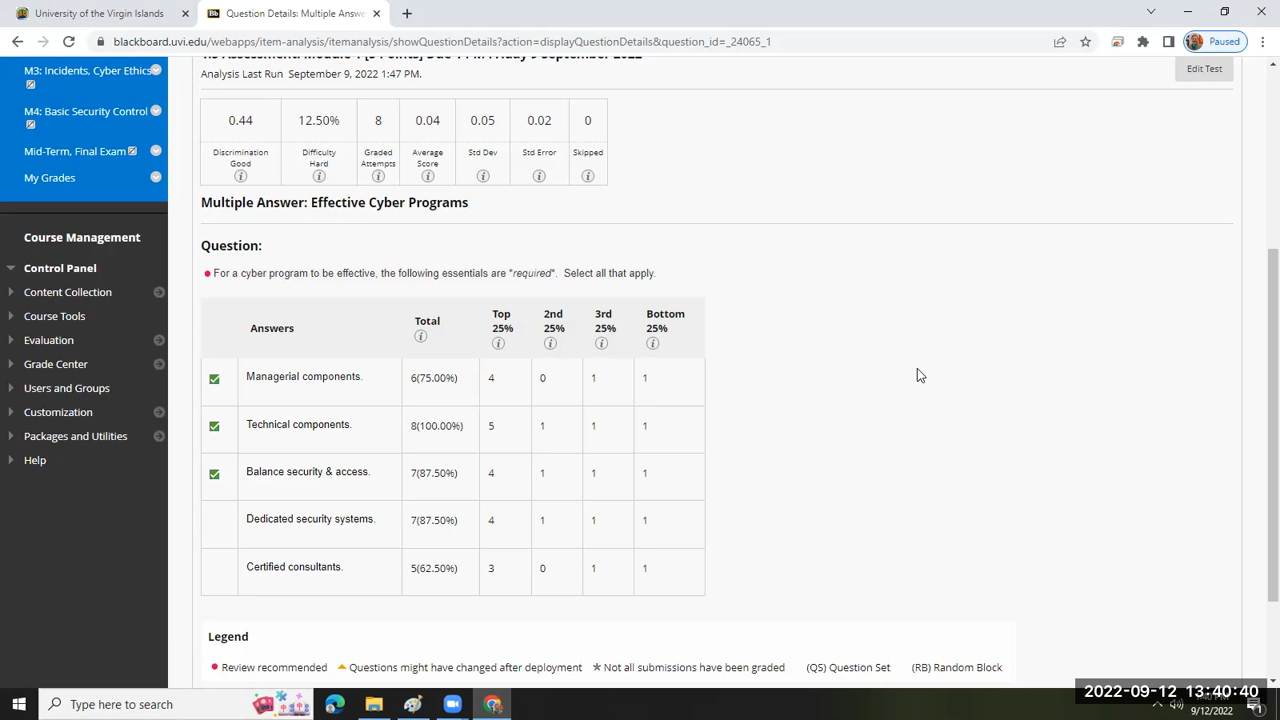 University of the Virgin Islands
Question Details: Multiple Answe
blackboard.uvi.edu/webapps/item-analysis/itemanalysis/showQuestionDetails?action=displayQuestionDetails&question_id=_24065_1
Paused
M3: Incidents, Cyber Ethics
M4: Basic Security Control
Mid-Term, Final Exam
My Grades
Course Management
Control Panel
Content Collection
Course Tools
Evaluation
Grade Center
Users and Groups
Customization
Packages and Utilities
Help
Analysis Last Run September 9, 2022 1:47 PM.
Edit Test
0.44 12.50% 8 0.04 0.05 0.02 0
Discrimination Difficulty Graded Average Std Dev Std Error Skipped
Good Hard Attempts Score
Multiple Answer: Effective Cyber Programs
Question:
For a cyber program to be effective, the following essentials are "required". Select all that apply.
Answers Total Top 25% 2nd 25% 3rd 25% Bottom 25%
Managerial components. 6(75.00%) 4 0 1 1
Technical components. 8(100.00%) 5 1 1 1
Balance security & access. 7(87.50%) 4 1 1 1
Dedicated security systems. 7(87.50%) 4 1 1 1
Certified consultants. 5(62.50%) 3 0 1 1
Legend
Review recommended Questions might have changed after deployment Not all submissions have been graded (QS) Question Set (RB) Random Block
Type here to search
2022-09-12 13:40:40
9/12/2022